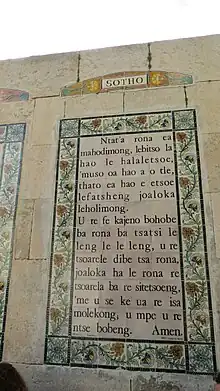 SOTHO
Ntat'a rona ea
mahodimong, lebitso la
hao le halaletsoe,
'muso oa hao a o tle,
thato ea hao e etsoe
lefatsheng joaloka
leholimong.
U re fe kajeno bohobe
ba rona ba tsatsi le
leng le le leng, u re
tsoarele dibe tsa rona,
joaloka ha le rona re
tsoarela ba re sitetsoeng.
'me u se ke ua re isa
molekong, u mpe u re
ntse bobeng. Amen.